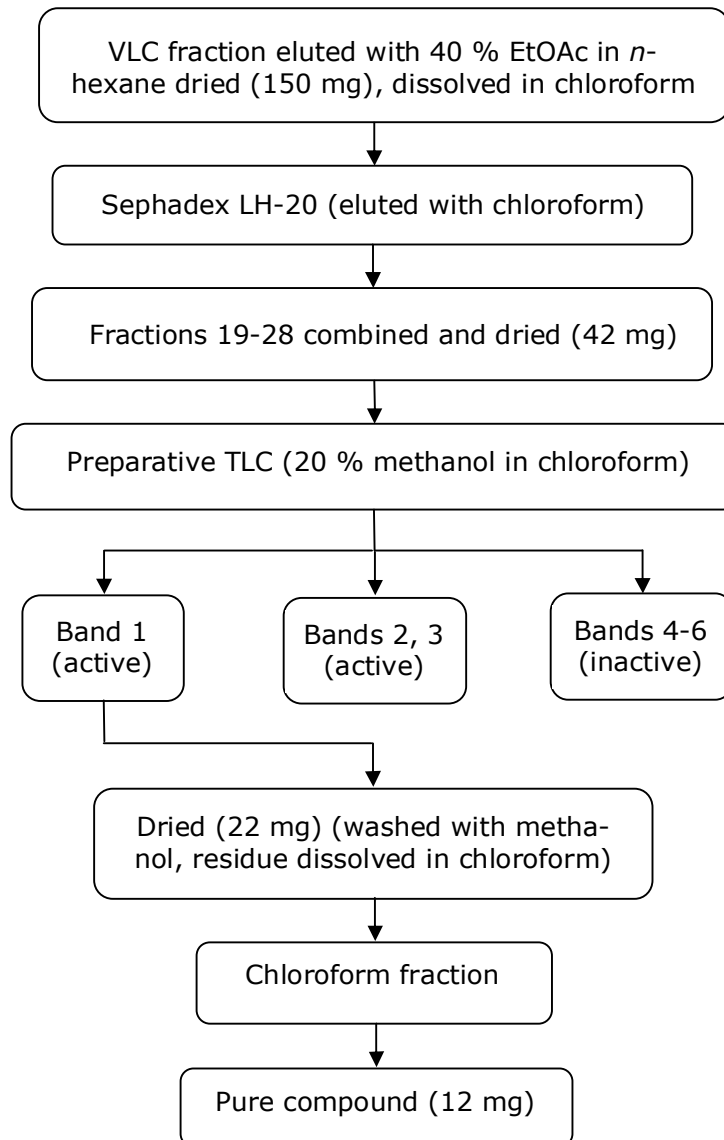 VLC fraction eluted with 40 % EtOAc in n-
hexane dried (150 mg), dissolved in chloroform
Sephadex LH-20 (eluted with chloroform)
Fractions 19-28 combined and dried (42 mg)
Preparative TLC (20 % methanol in chloroform)
Band 1
(active)
Bands 2, 3
(active)
Bands 4-6
(inactive)
Dried (22 mg) (washed with metha-
nol, residue dissolved in chloroform)
Chloroform fraction
Pure compound (12 mg)